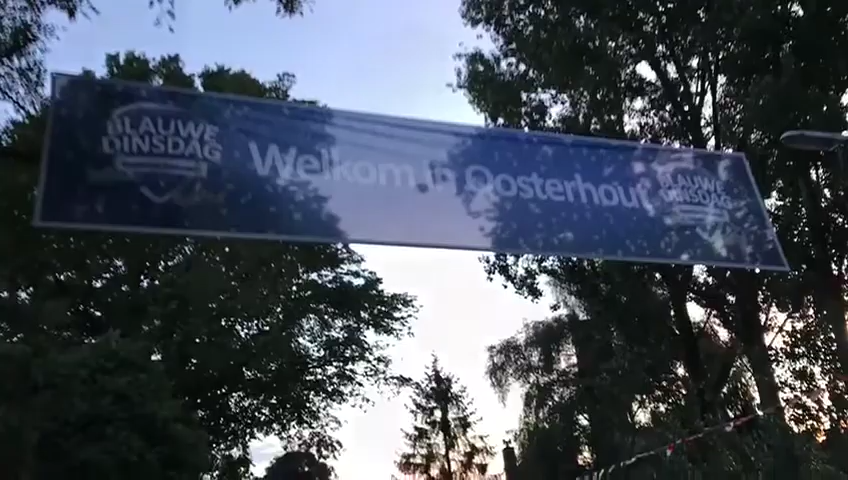 BLAUWE
DINSDAG
Welkom in Oosterhout
BLAUWE
DINSDAG